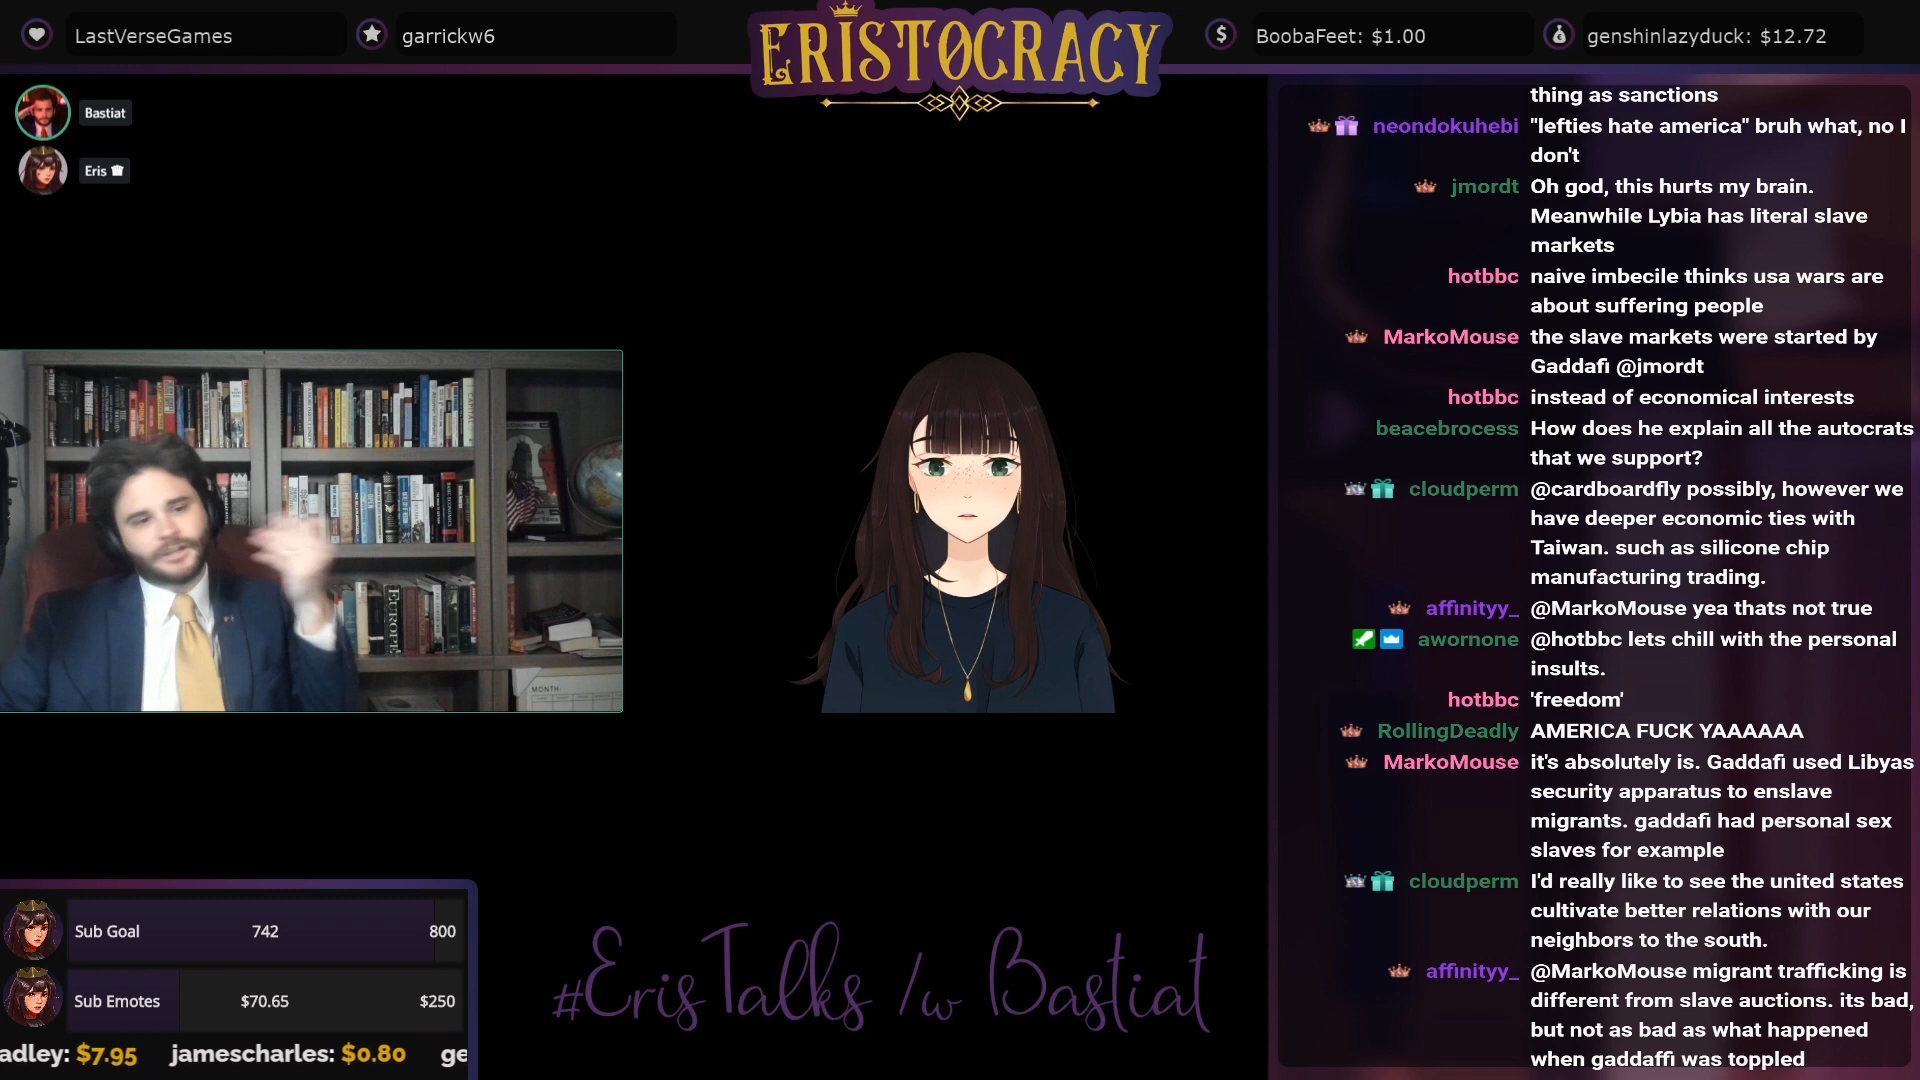 LastVerseGames
garrickw6
ERISTOCRACY
BoobaFeet: $1.00
genshinlazyduck: $12.72
Bastiat
Eris
EUROPE
MONTH:
Sub Goal 742 800
Sub Emotes $70.65 $250
adley: $7.95 jamescharles: $0.80 ge
#ErisTalks /w Bastiat
thing as sanctions
neondokuhebi "lefties hate america" bruh what, no I
don't
jmordt Oh god, this hurts my brain.
Meanwhile Lybia has literal slave
markets
hotbbc naive imbecile thinks usa wars are
about suffering people
MarkoMouse the slave markets were started by
Gaddafi @jmordt
hotbbc instead of economical interests
beacebrocess How does he explain all the autocrats
that we support?
cloudperm @cardboardfly possibly, however we
have deeper economic ties with
Taiwan. such as silicone chip
manufacturing trading.
affinityy_ @MarkoMouse yea thats not true
awornone @hotbbc lets chill with the personal
insults.
hotbbc 'freedom'
RollingDeadly AMERICA FUCK YAAAAAA
MarkoMouse it's absolutely is. Gaddafi used Libyas
security apparatus to enslave
migrants. gaddafi had personal sex
slaves for example
cloudperm I'd really like to see the united states
cultivate better relations with our
neighbors to the south.
affinityy_ @MarkoMouse migrant trafficking is
different from slave auctions. its bad,
but not as bad as what happened
when gaddaffi was toppled